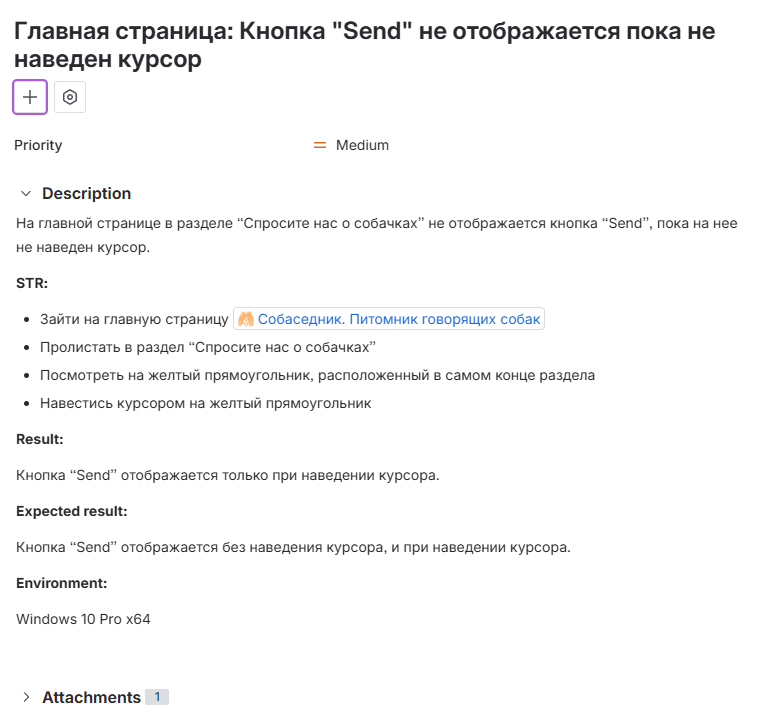 Главная страница: Кнопка "Send" не отображается пока не
наведен курсор
Priority
Medium
Description
На главной странице в разделе “Спросите нас о собачках” не отображается кнопка “Send”, пока на нее
не наведен курсор.
STR:
Зайти на главную страницу Собаседник. Питомник говорящих собак
Пролистать в раздел “Спросите нас о собачках”
Посмотреть на желтый прямоугольник, расположенный в самом конце раздела
Навестись курсором на желтый прямоугольник
Result:
Кнопка “Send” отображается только при наведении курсора.
Expected result:
Кнопка “Send” отображается без наведения курсора, и при наведении курсора.
Environment:
Windows 10 Pro x64
Attachments 1